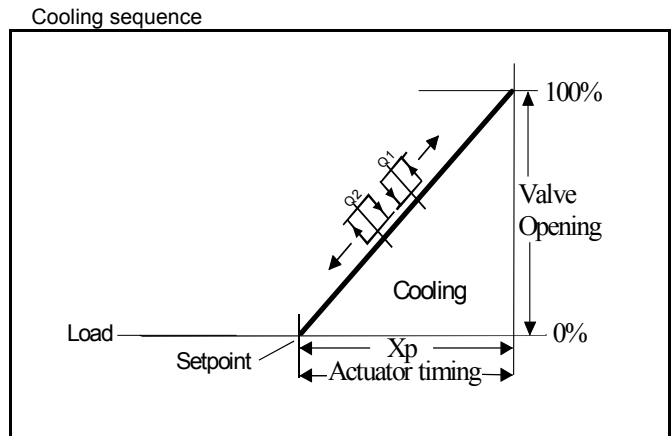 Cooling sequence
100%
Q1
Q2
Valve
Opening
Cooling
Load
0%
Setpoint
Xp
Actuator timing